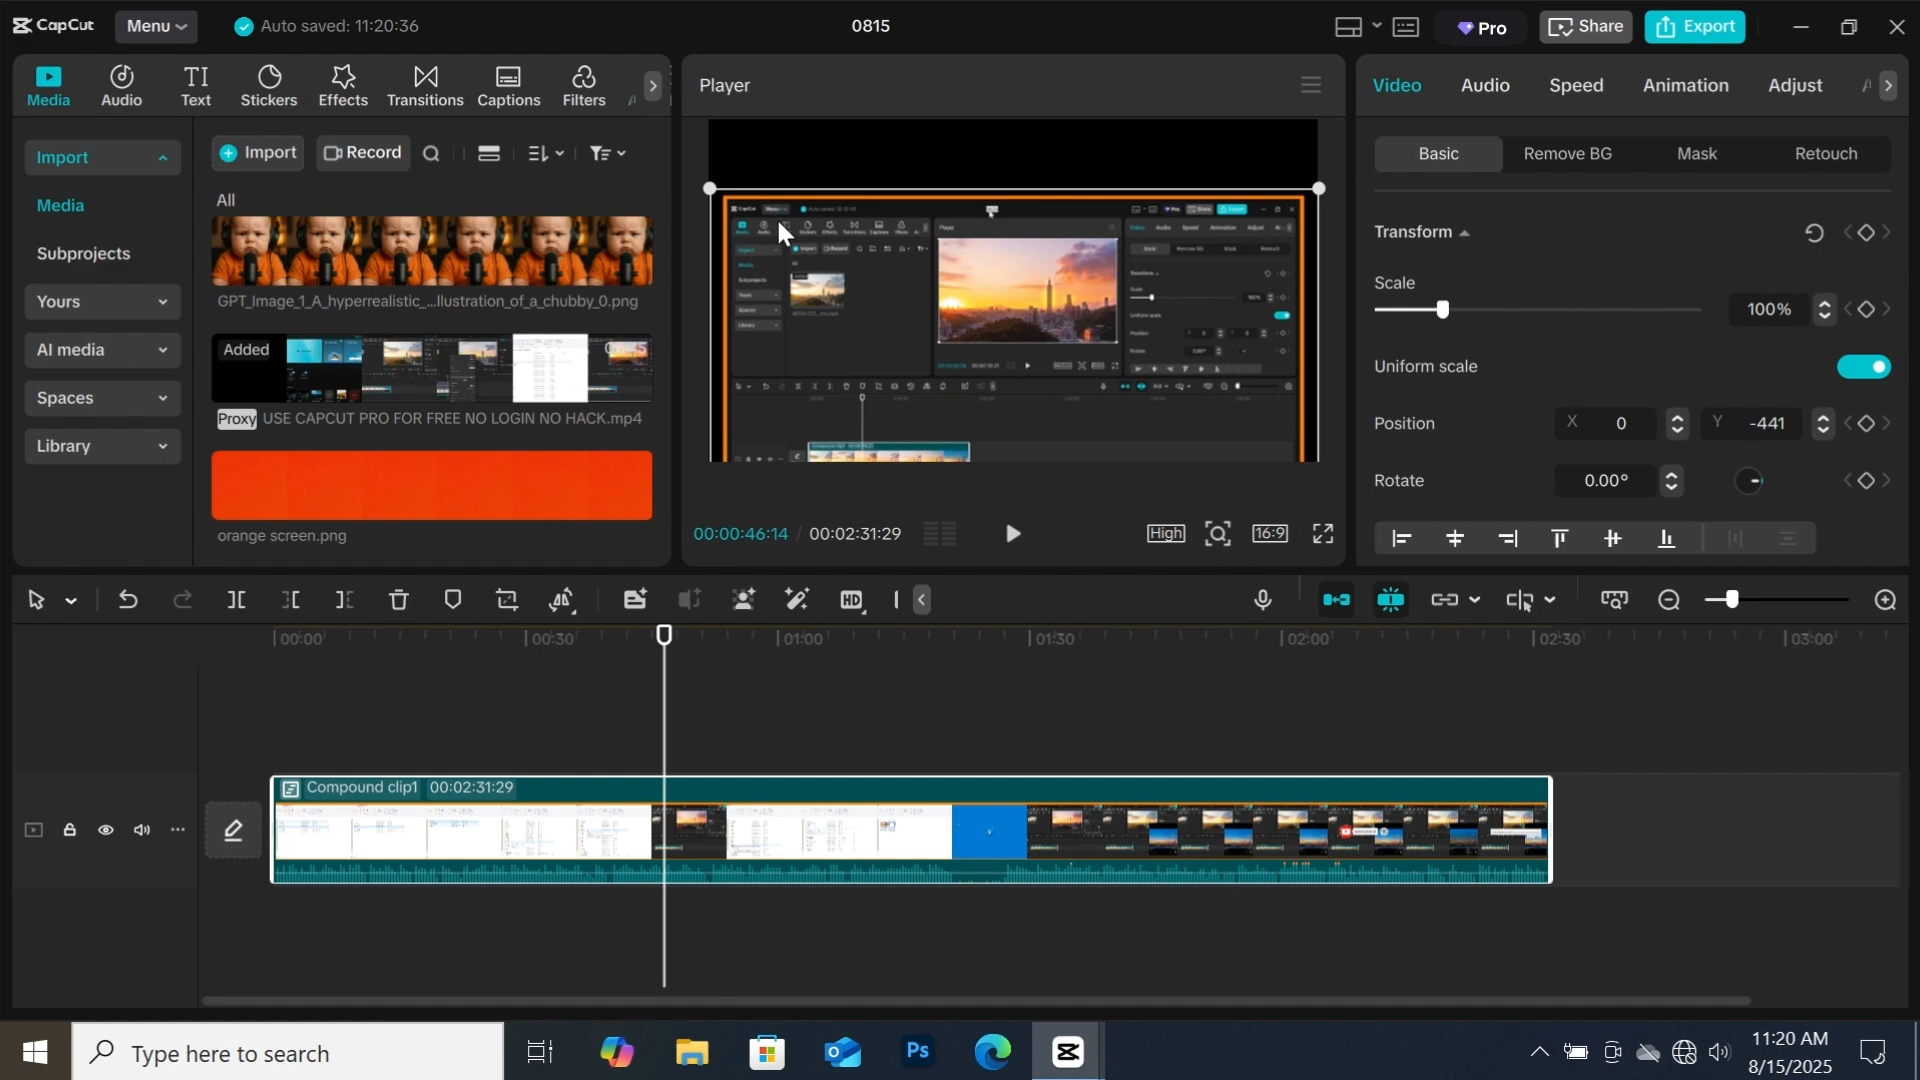 CapCut
Menu
Auto saved: 11:20:36
0815
Pro
Share
Export
Media
Audio
Text
Stickers
Effects
Transitions
Captions
Filters
Import
Media
Subprojects
Yours
AI media
Spaces
Library
Import
Record
All
GPT_Image_1_A_hyperrealistic_...llustration_of_a_chubby_0.png
Added
Proxy USE CAPCUT PRO FOR FREE NO LOGIN NO HACK.mp4
orange screen.png
Player
00:00:46:14 / 00:02:31:29
High
16:9
Video
Audio
Speed
Animation
Adjust
Basic
Remove BG
Mask
Retouch
Transform
Scale
100%
Uniform scale
Position
X 0
Y -441
Rotate
0.00°
HD
00:00
00:30
01:00
01:30
02:00
02:30
03:00
Compound clip1 00:02:31:29
Type here to search
Ps
11:20 AM
8/15/2025